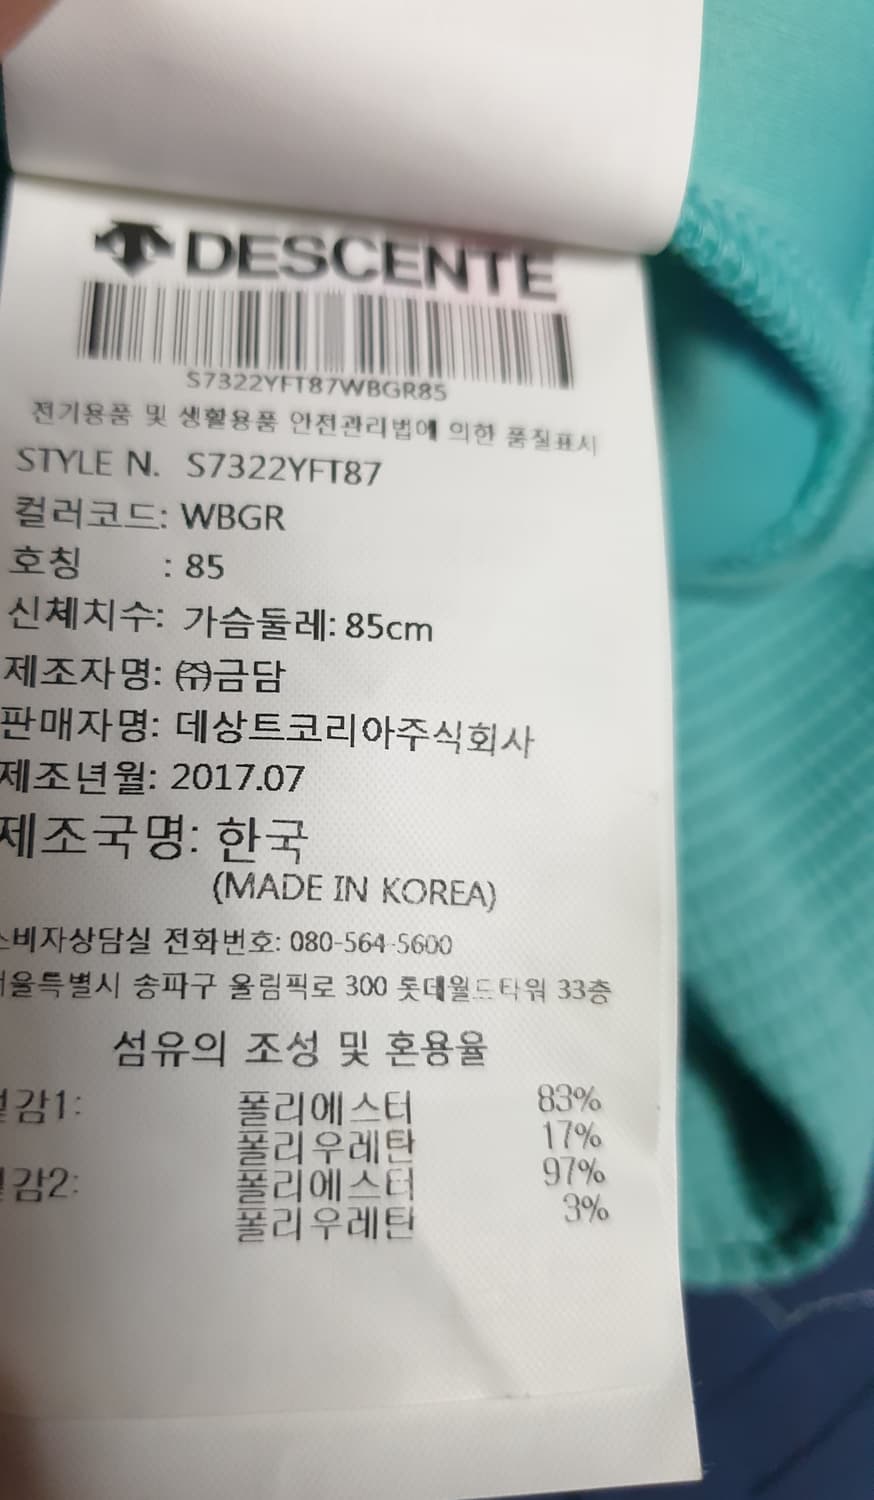 DESCENTE
S7322YFT87WBGR85
전기용품 및 생활용품 안전관리법에 의한 품질표시
STYLE N. S7322YFT87
컬러코드: WBGR
호칭 : 85
신체치수: 가슴둘레: 85cm
제조자명: ㈜금담
판매자명: 데상트코리아주식회사
제조년월: 2017.07
제조국명: 한국
(MADE IN KOREA)
소비자상담실 전화번호: 080-564-5600
서울특별시 송파구 올림픽로 300 롯데월드타워 33층
섬유의 조성 및 혼용율
겉감1: 폴리에스터 83%
폴리우레탄 17%
겉감2: 폴리에스터 97%
폴리우레탄 3%